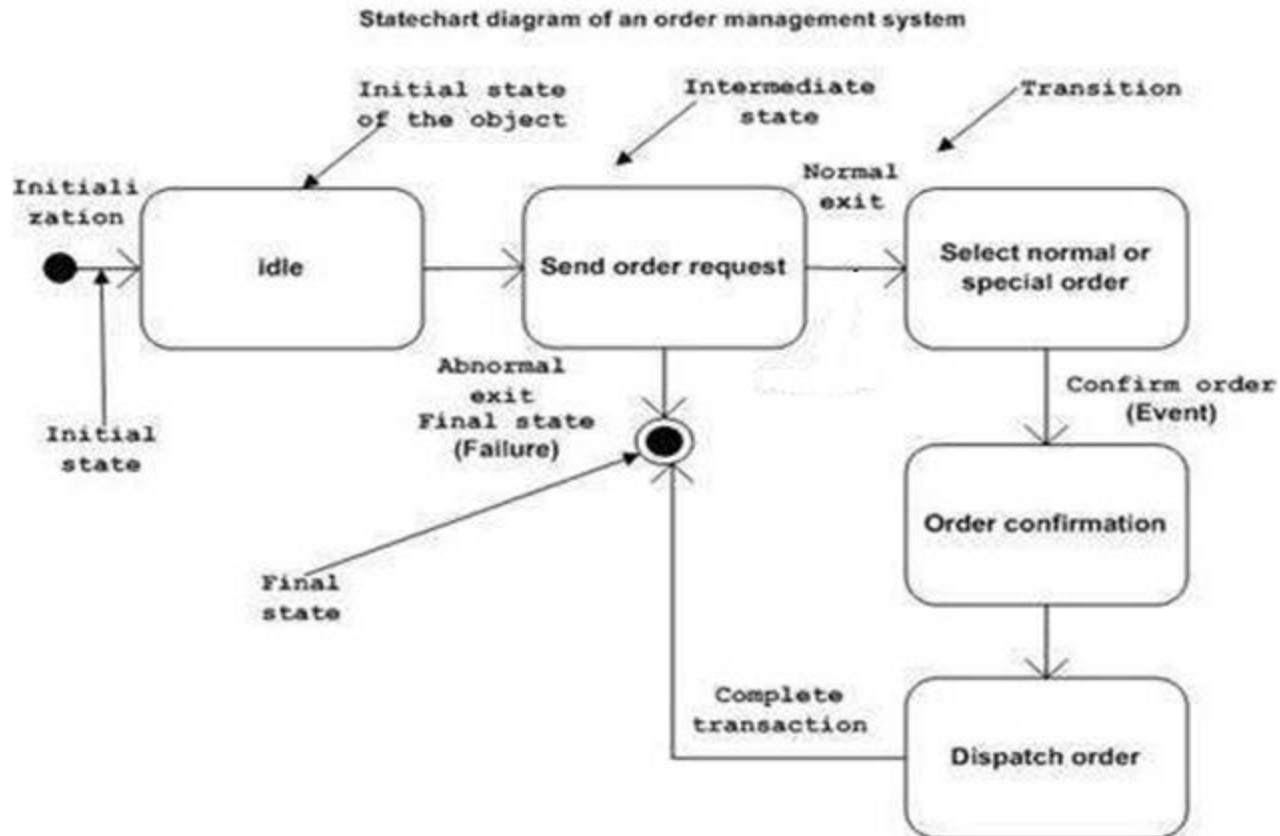 Statechart diagram of an order management system
Initial state
of the object
Intermediate
state
Transition
Initiali
zation
Normal
exit
Idle
Send order request
Select normal or
special order
Abnormal
exit
Final state
(Failure)
Confirm order
(Event)
Initial
state
Order confirmation
Final
state
Complete
transaction
Dispatch order